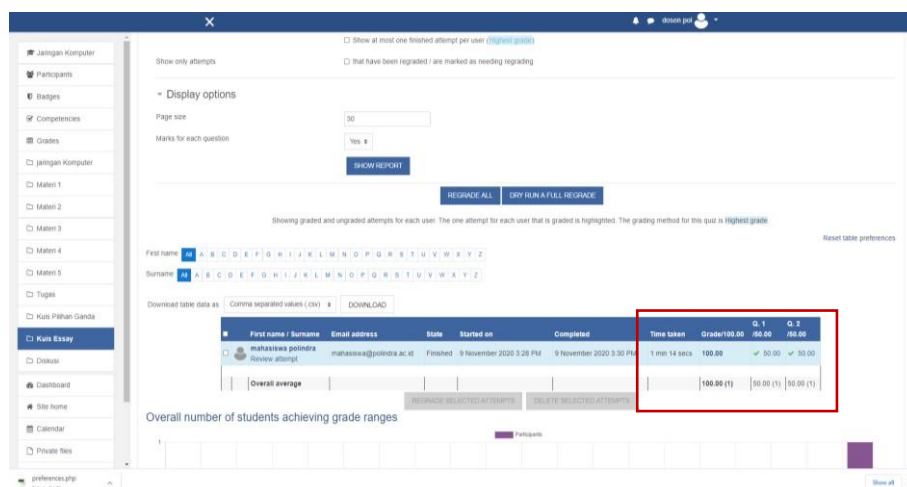 dosen pol
Jaringan Komputer
Participants
Badges
Competencies
Grades
jaringan Komputer
Materi 1
Materi 2
Materi 3
Materi 4
Materi 5
Tugas
Kuis Pilihan Ganda
Kuis Essay
Diskusi
Dashboard
Site home
Calendar
Private files
Show at most one finished attempt per user (Highest grade)
Show only attempts
that have been regraded / are marked as needing regrading
Display options
Page size
30
Marks for each question
Yes
SHOW REPORT
REGRADE ALL DRY RUN A FULL REGRADE
Showing graded and ungraded attempts for each user. The one attempt for each user that is graded is highlighted. The grading method for this quiz is Highest grade.
Reset table preferences
First name All A B C D E F G H I J K L M N O P Q R S T U V W X Y Z
Surname All A B C D E F G H I J K L M N O P Q R S T U V W X Y Z
Download table data as Comma separated values (.csv) DOWNLOAD
First name / Surname Email address State Started on Completed Time taken Grade/100.00 Q. 1 /50.00 Q. 2 /50.00
mahasiswa polindra mahasiswa@polindra.ac.id Finished 9 November 2020 3:28 PM 9 November 2020 3:30 PM 1 min 14 secs 100.00 50.00 50.00
Review attempt
Overall average 100.00 (1) 50.00 (1) 50.00 (1)
REGRADE SELECTED ATTEMPTS DELETE SELECTED ATTEMPTS
Overall number of students achieving grade ranges
Participants
1
preferences.php
Show all